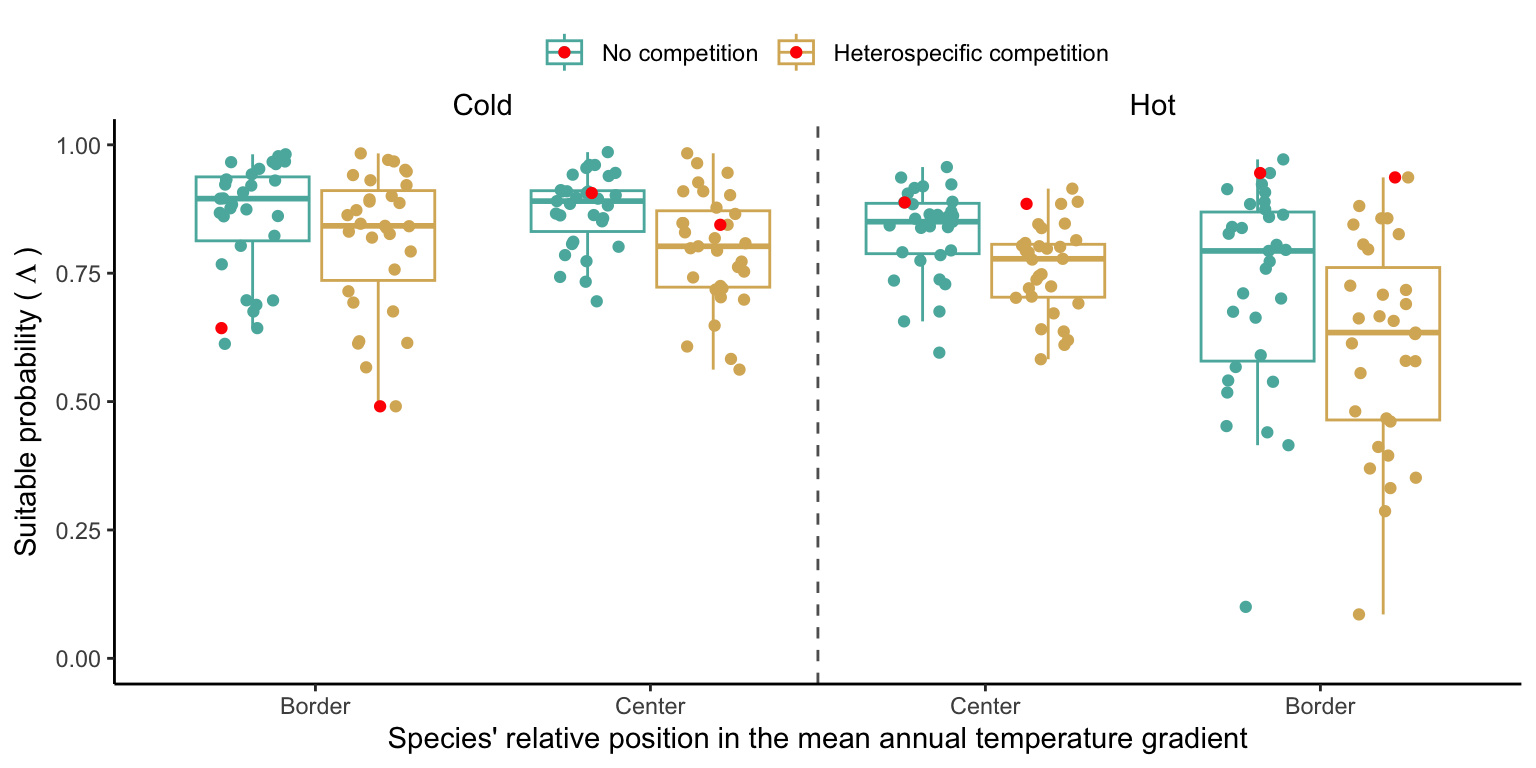 No competition Heterospecific competition
Cold Hot
1.00
0.75
0.50
0.25
0.00
Suitable probability ( Λ )
Border Center Center Border
Species' relative position in the mean annual temperature gradient